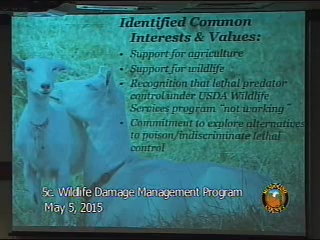 Identified Common
Interests & Values:
• Support for agriculture
• Support for wildlife
• Recognition that lethal predator
control under USDA Wildlife
Services program "not working"
• Commitment to explore alternatives
to poison/indiscriminate lethal
control
5c. Wildlife Damage Management Program
May 5, 2015